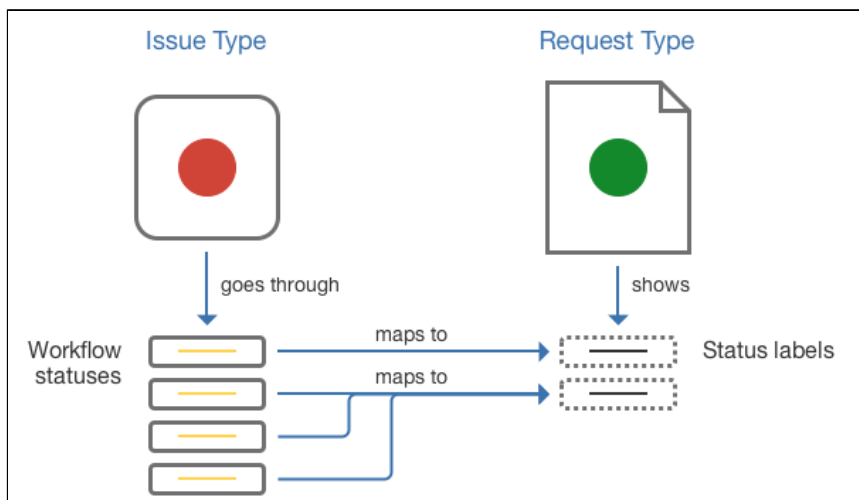 Issue Type
Request Type
goes through
shows
Workflow
statuses
maps to
Status labels
maps to